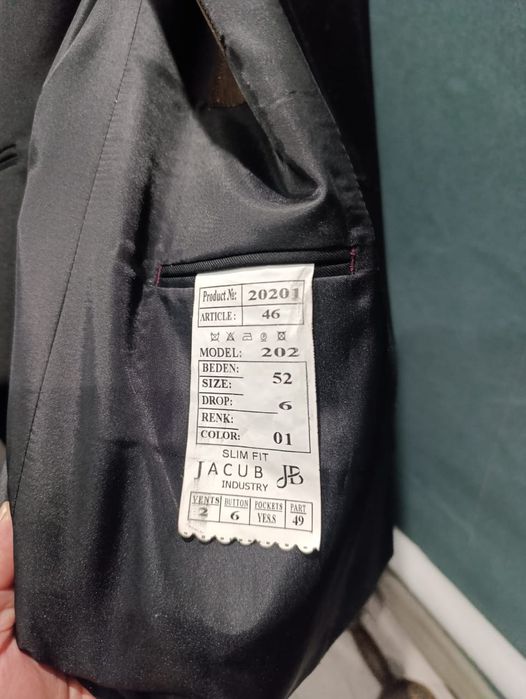 Product №: 20201
ARTICLE: 46
MODEL: 202
BEDEN:
SIZE: 52
DROP: 6
RENK:
COLOR: 01
SLIM FIT
JACUB JB
INDUSTRY
VENTS BUTTON POCKETS PART
2 6 YES.S 49